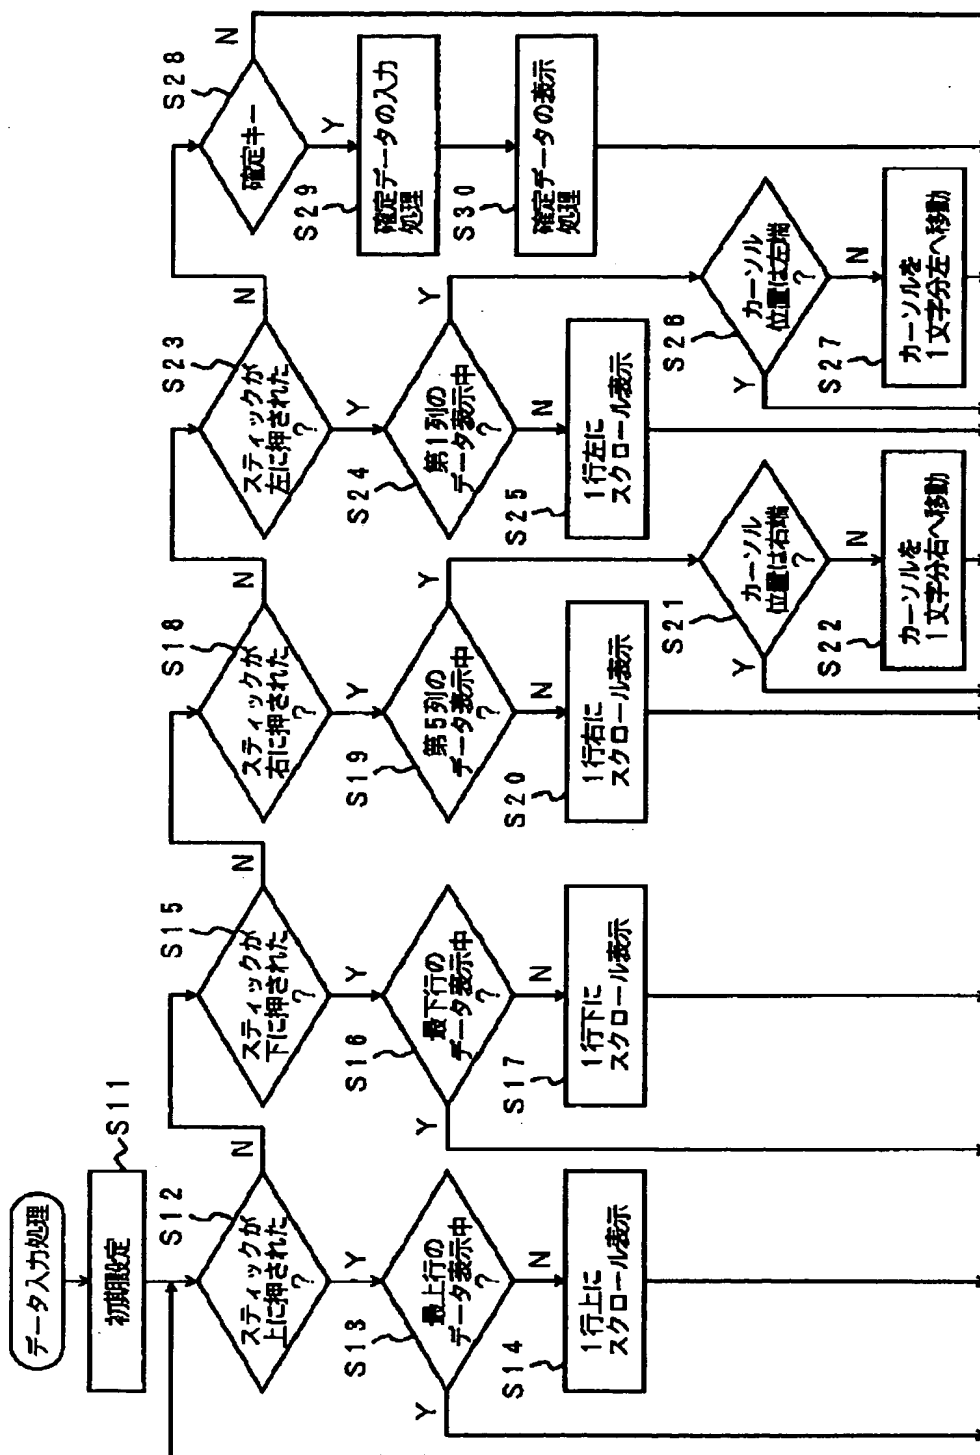 データ入力処理
初期設定
S11
スティックが
上に押された
?
S12
N
Y
最上行の
データ表示中
?
S13
Y
N
1行上に
スクロール表示
S14
スティックが
下に押された
?
S15
N
Y
最下行の
データ表示中
?
S16
Y
N
1行下に
スクロール表示
S17
スティックが
右に押された
?
S18
N
Y
第5列の
データ表示中
?
S19
Y
N
1行右に
スクロール表示
S20
カーソル
位置は右端
?
S21
Y
N
カーソルを
1文字分右へ移動
S22
スティックが
左に押された
?
S23
N
Y
第1列の
データ表示中
?
S24
Y
N
1行左に
スクロール表示
S25
カーソル
位置は左端
?
S26
Y
N
カーソルを
1文字分左へ移動
S27
確定キー
S28
N
Y
確定データの入力
処理
S29
確定データの表示
処理
S30